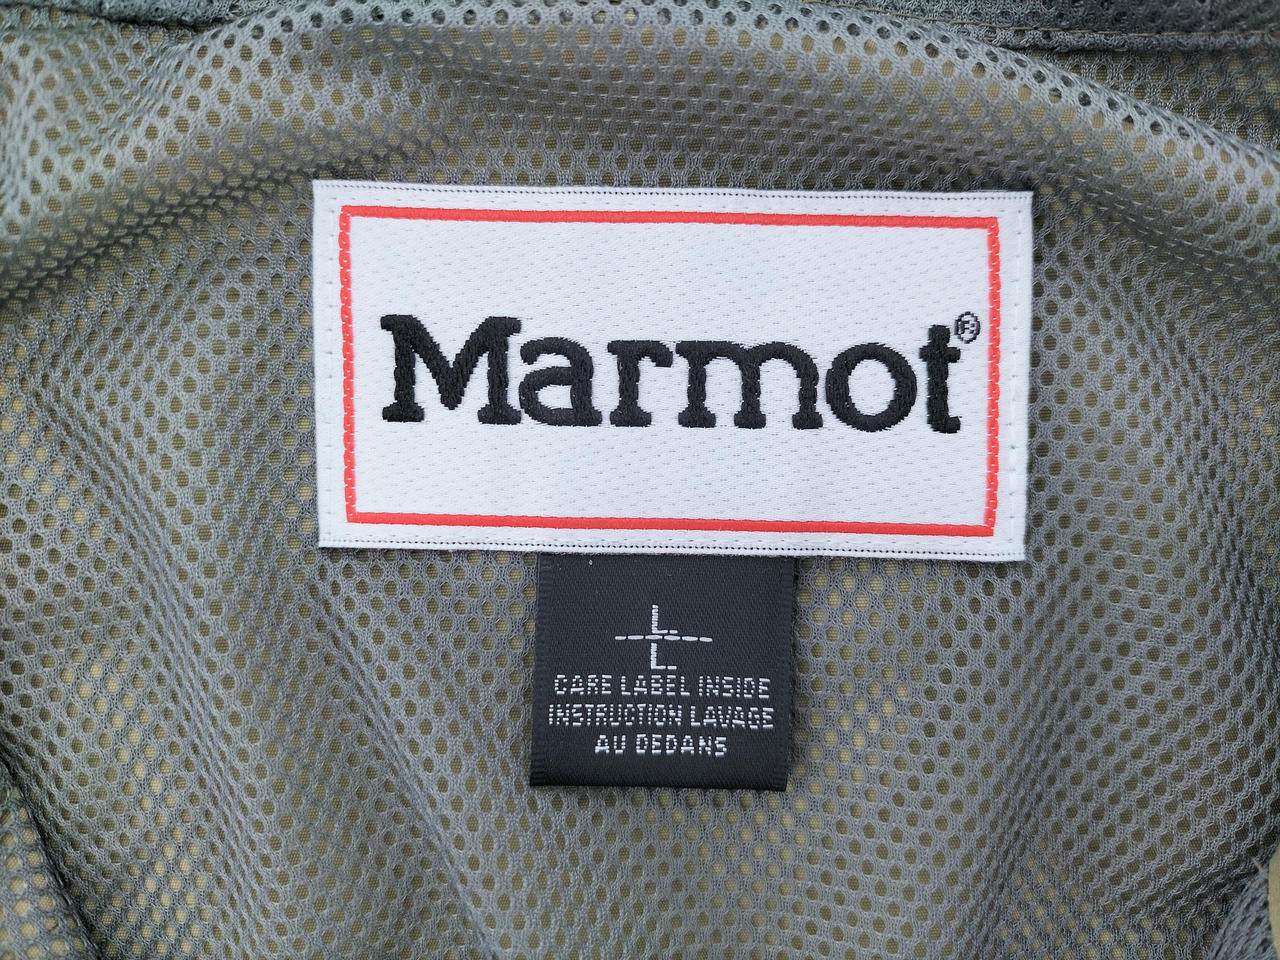 Marmot®
L
L
CARE LABEL INSIDE
INSTRUCTION LAVAGE
AU DEDANS